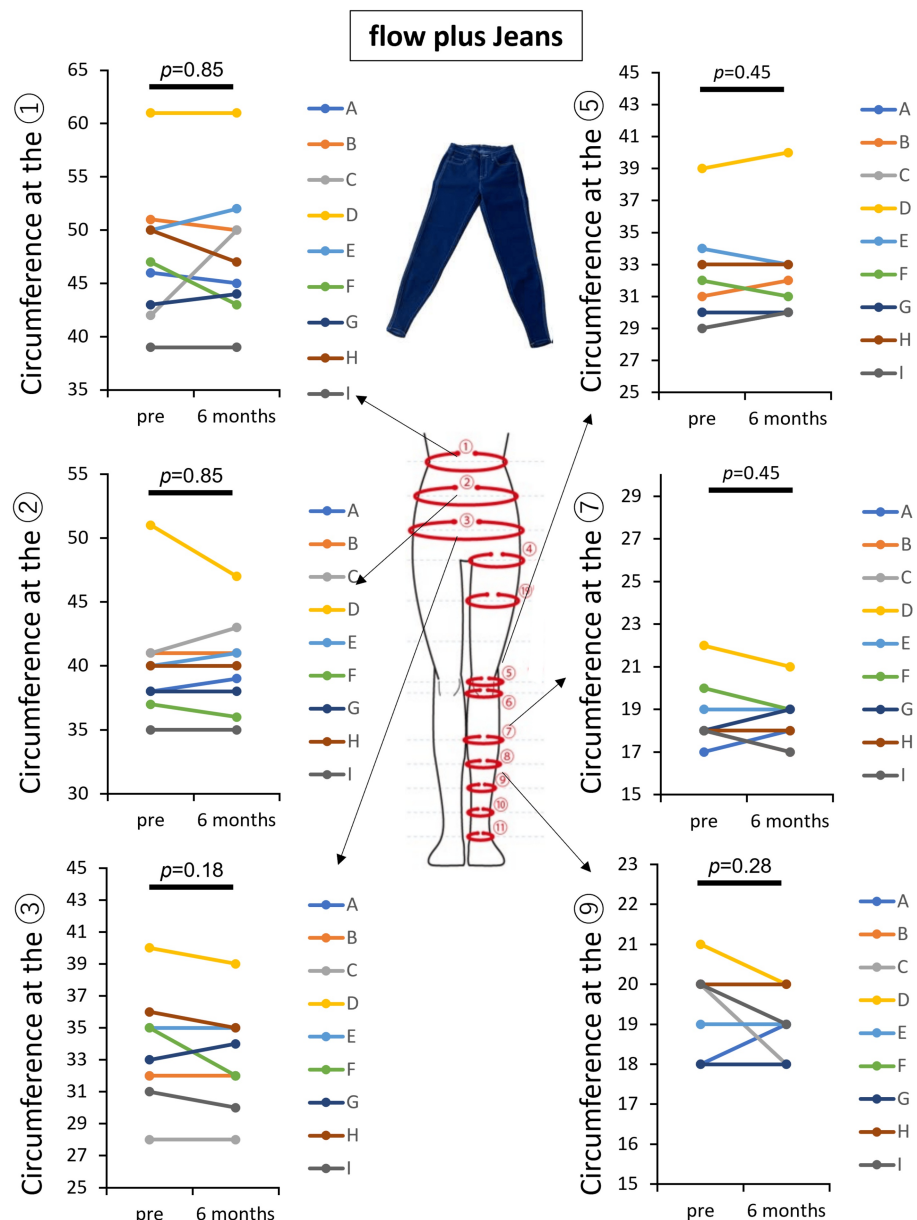 flow plus Jeans
Circumference at the ①
65
60
55
50
45
40
35
p=0.85
pre
6 months
A
B
C
D
E
F
G
H
I
Circumference at the ⑤
45
43
41
39
37
35
33
31
29
27
25
p=0.45
pre
6 months
A
B
C
D
E
F
G
H
I
Circumference at the ②
55
50
45
40
35
30
p=0.85
pre
6 months
A
B
C
D
E
F
G
H
I
①
②
③
④
⑲
⑤
⑥
⑦
⑧
⑨
⑩
⑪
Circumference at the ⑦
29
27
25
23
21
19
17
15
p=0.45
pre
6 months
A
B
C
D
E
F
G
H
I
Circumference at the ③
45
43
41
39
37
35
33
31
29
27
25
p=0.18
pre
6 months
A
B
C
D
E
F
G
H
I
Circumference at the ⑨
23
22
21
20
19
18
17
16
15
p=0.28
pre
6 months
A
B
C
D
E
F
G
H
I